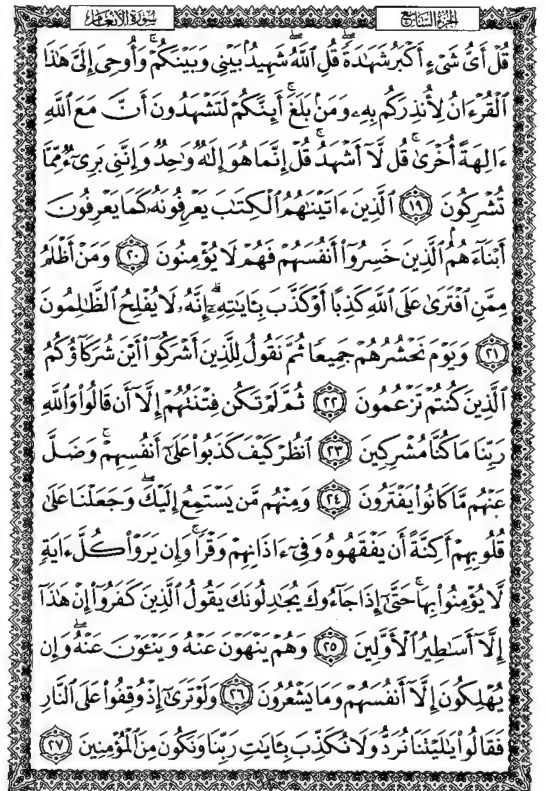 سورة الأنعام
الجزء السابع
قُلْ أَىُّ شَىْءٍ أَكْبَرُ شَهَٰدَةً ۖ قُلِ ٱللَّهُ ۖ شَهِيدٌۢ بَيْنِى وَبَيْنَكُمْ ۚ وَأُوحِىَ إِلَىَّ هَٰذَا
ٱلْقُرْءَانُ لِأُنذِرَكُم بِهِۦ وَمَنۢ بَلَغَ ۚ أَئِنَّكُمْ لَتَشْهَدُونَ أَنَّ مَعَ ٱللَّهِ
ءَالِهَةً أُخْرَىٰ ۚ قُل لَّآ أَشْهَدُ ۚ قُلْ إِنَّمَا هُوَ إِلَٰهٌ وَٰحِدٌ وَإِنَّنِى بَرِىٓءٌ مِّمَّا
تُشْرِكُونَ ﴿١٩﴾ ٱلَّذِينَ ءَاتَيْنَٰهُمُ ٱلْكِتَٰبَ يَعْرِفُونَهُۥ كَمَا يَعْرِفُونَ
أَبْنَآءَهُمُ ٱلَّذِينَ خَسِرُوٓا۟ أَنفُسَهُمْ فَهُمْ لَا يُؤْمِنُونَ ﴿٢٠﴾ وَمَنْ أَظْلَمُ
مِمَّنِ ٱفْتَرَىٰ عَلَى ٱللَّهِ كَذِبًا أَوْ كَذَّبَ بِـَٔايَٰتِهِۦٓ ۗ إِنَّهُۥ لَا يُفْلِحُ ٱلظَّٰلِمُونَ
﴿٢١﴾ وَيَوْمَ نَحْشُرُهُمْ جَمِيعًا ثُمَّ نَقُولُ لِلَّذِينَ أَشْرَكُوٓا۟ أَيْنَ شُرَكَآؤُكُمُ
ٱلَّذِينَ كُنتُمْ تَزْعُمُونَ ﴿٢٢﴾ ثُمَّ لَمْ تَكُن فِتْنَتُهُمْ إِلَّآ أَن قَالُوا۟ وَٱللَّهِ
رَبِّنَا مَا كُنَّا مُشْرِكِينَ ﴿٢٣﴾ ٱنظُرْ كَيْفَ كَذَبُوا۟ عَلَىٰٓ أَنفُسِهِمْ ۚ وَضَلَّ
عَنْهُم مَّا كَانُوا۟ يَفْتَرُونَ ﴿٢٤﴾ وَمِنْهُم مَّن يَسْتَمِعُ إِلَيْكَ ۖ وَجَعَلْنَا عَلَىٰ
قُلُوبِهِمْ أَكِنَّةً أَن يَفْقَهُوهُ وَفِىٓ ءَاذَانِهِمْ وَقْرًا ۚ وَإِن يَرَوْا۟ كُلَّ ءَايَةٍ
لَّا يُؤْمِنُوا۟ بِهَا ۚ حَتَّىٰٓ إِذَا جَآءُوكَ يُجَٰدِلُونَكَ يَقُولُ ٱلَّذِينَ كَفَرُوٓا۟ إِنْ هَٰذَآ
إِلَّآ أَسَٰطِيرُ ٱلْأَوَّلِينَ ﴿٢٥﴾ وَهُمْ يَنْهَوْنَ عَنْهُ وَيَنْـَٔوْنَ عَنْهُ ۖ وَإِن
يُهْلِكُونَ إِلَّآ أَنفُسَهُمْ وَمَا يَشْعُرُونَ ﴿٢٦﴾ وَلَوْ تَرَىٰٓ إِذْ وُقِفُوا۟ عَلَى ٱلنَّارِ
فَقَالُوا۟ يَٰلَيْتَنَا نُرَدُّ وَلَا نُكَذِّبَ بِـَٔايَٰتِ رَبِّنَا وَنَكُونَ مِنَ ٱلْمُؤْمِنِينَ ﴿٢٧﴾